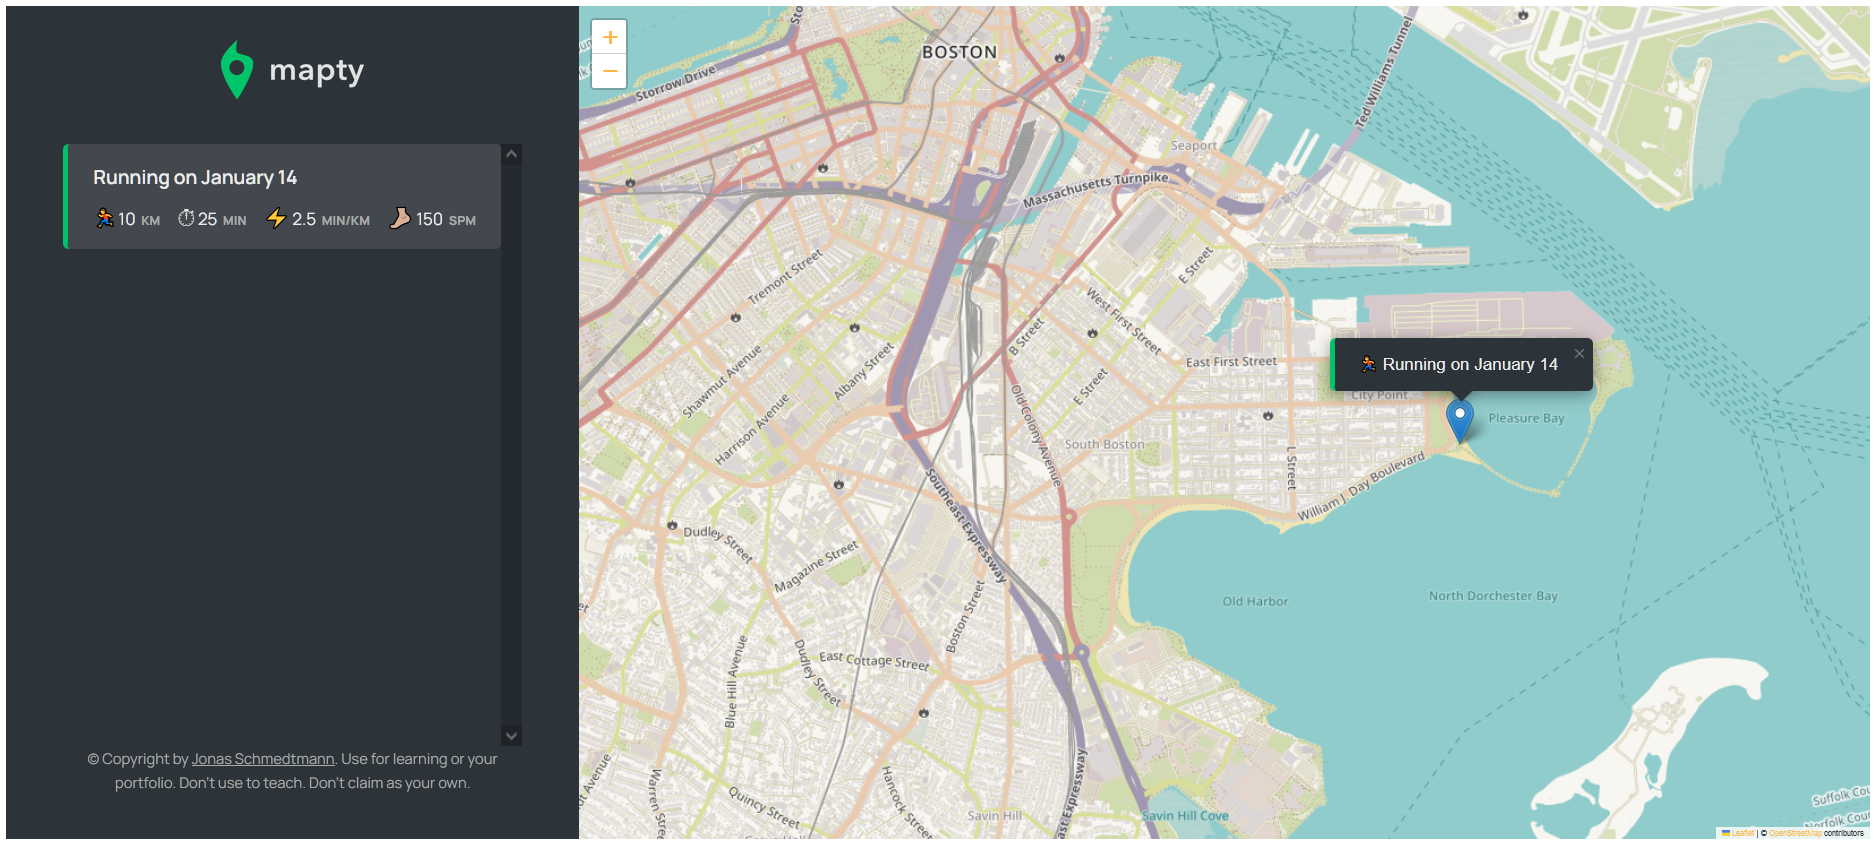 mapty
Running on January 14
10 KM 25 MIN 2.5 MIN/KM 150 SPM
© Copyright by Jonas Schmedtmann. Use for learning or your
portfolio. Don't use to teach. Don't claim as your own.
+
−
BOSTON
Storrow Drive
Ted Williams Tunnel
Seaport
Massachusetts Turnpike
Tremont Street
E Street
West First Street
B Street
East First Street
Shawmut Avenue
Albany Street
Harrison Avenue
Old Colony Avenue
E Street
South Boston
L Street
City Point
Running on January 14
×
Pleasure Bay
William J. Day Boulevard
Southeast Expressway
Dudley Street
Magazine Street
Boston Street
Old Harbor
North Dorchester Bay
Blue Hill Avenue
Dudley Street
East Cottage Street
Warren Street
Quincy Street
Hancock Street
Savin Hill
Savin Hill Cove
Leaflet | © OpenStreetMap contributors